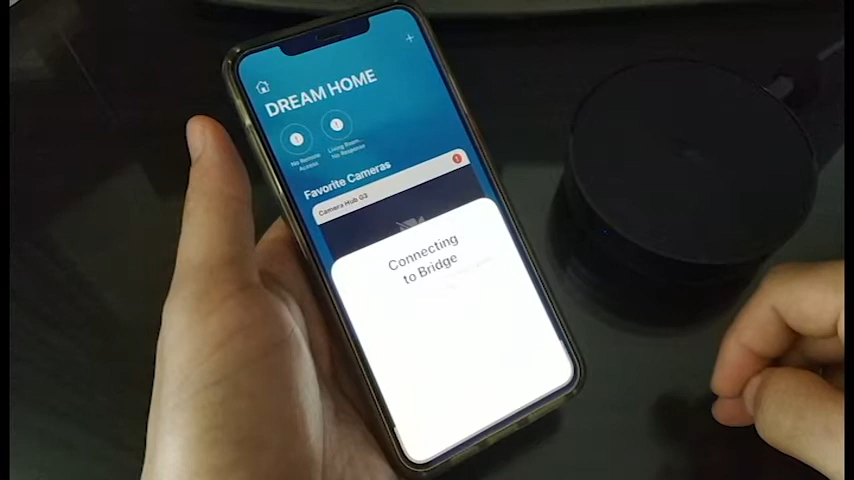 DREAM HOME
No Remote
Access
Living Room
No Response
Favorite Cameras
Camera Hub G3
Connecting
to Bridge